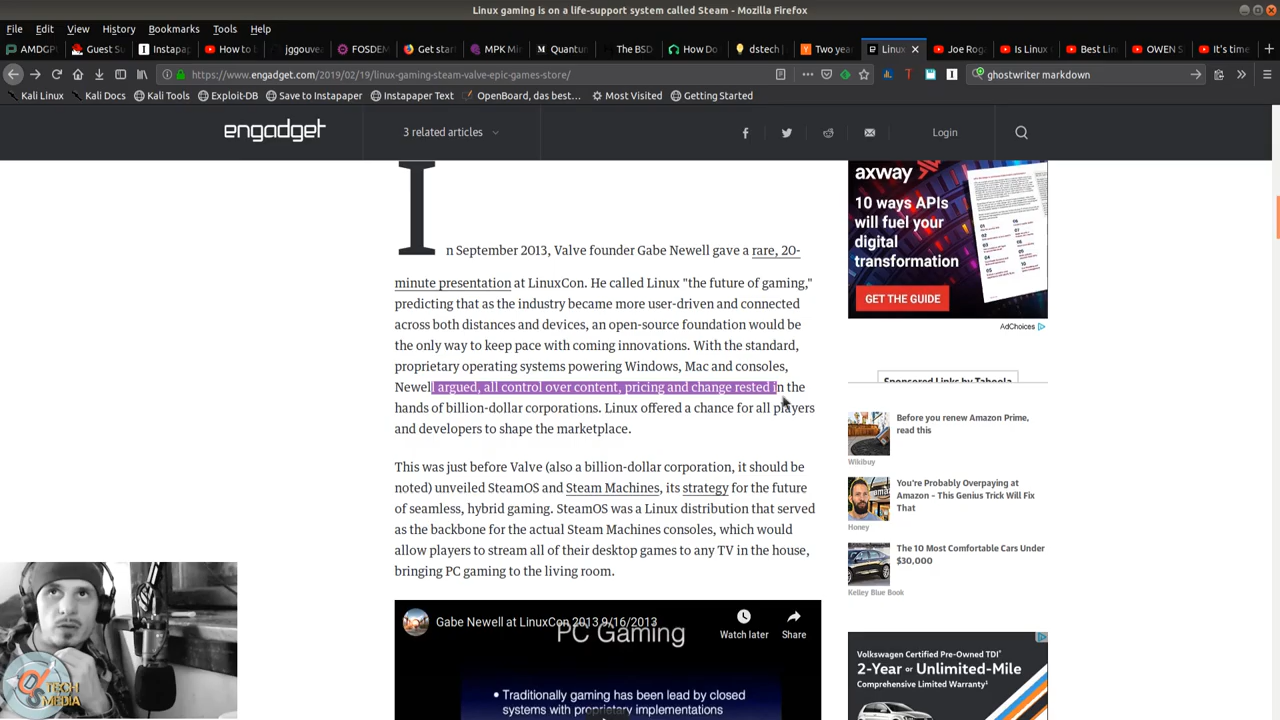 Linux gaming is on a life-support system called Steam - Mozilla Firefox
File Edit View History Bookmarks Tools Help
AMDGPU Guest Su Instapap How to jggouve FOSDEM Get start MPK Mi Quantum The BSD How Do dstech | Two year Linux Joe Rog Is Linux Best Lin OWEN S It's time
https://www.engadget.com/2019/02/19/linux-gaming-steam-valve-epic-games-store/
ghostwriter markdown
Kali Linux Kali Docs Kali Tools Exploit-DB Save to Instapaper Instapaper Text OpenBoard, das best... Most Visited Getting Started
engadget
3 related articles
Login
In September 2013, Valve founder Gabe Newell gave a rare, 20-
minute presentation at LinuxCon. He called Linux "the future of gaming,"
predicting that as the industry became more user-driven and connected
across both distances and devices, an open-source foundation would be
the only way to keep pace with coming innovations. With the standard,
proprietary operating systems powering Windows, Mac and consoles,
Newell argued, all control over content, pricing and change rested in the
hands of billion-dollar corporations. Linux offered a chance for all players
and developers to shape the marketplace.
This was just before Valve (also a billion-dollar corporation, it should be
noted) unveiled SteamOS and Steam Machines, its strategy for the future
of seamless, hybrid gaming. SteamOS was a Linux distribution that served
as the backbone for the actual Steam Machines consoles, which would
allow players to stream all of their desktop games to any TV in the house,
bringing PC gaming to the living room.
Gabe Newell at LinuxCon 2013 9/16/2013
PC Gaming
Watch later
Share
• Traditionally gaming has been lead by closed
systems with proprietary implementations
axway
10 ways APIs
will fuel your
digital
transformation
GET THE GUIDE
AdChoices
Sponsored Links by Taboola
Before you renew Amazon Prime,
read this
Wikibuy
You're Probably Overpaying at
Amazon – This Genius Trick Will Fix
That
Honey
The 10 Most Comfortable Cars Under
$30,000
Kelley Blue Book
Volkswagen Certified Pre-Owned TDI*
2-Year or Unlimited-Mile
Comprehensive Limited Warranty¹
TECH
MEDIA